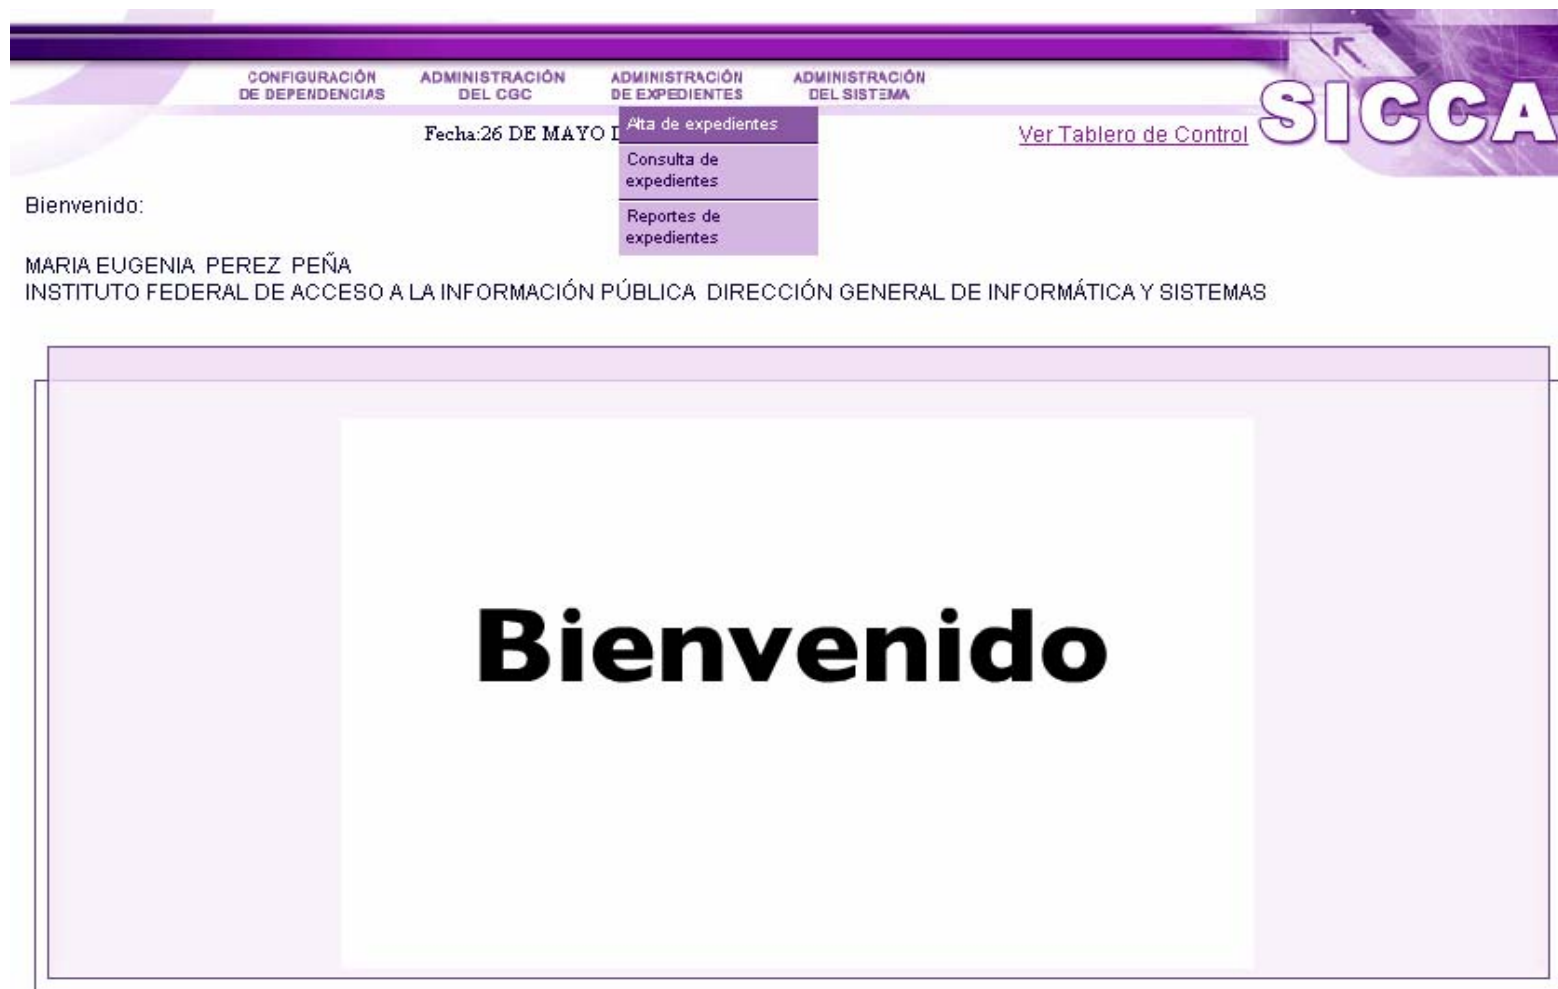 CONFIGURACIÓN
DE DEPENDENCIAS
ADMINISTRACIÓN
DEL CGC
ADMINISTRACIÓN
DE EXPEDIENTES
ADMINISTRACIÓN
DEL SISTEMA
SICCA
Fecha:26 DE MAYO
Alta de expedientes
Consulta de
expedientes
Reportes de
expedientes
Ver Tablero de Control
Bienvenido:
MARIA EUGENIA PEREZ PEÑA
INSTITUTO FEDERAL DE ACCESO A LA INFORMACIÓN PÚBLICA DIRECCIÓN GENERAL DE INFORMÁTICA Y SISTEMAS
Bienvenido